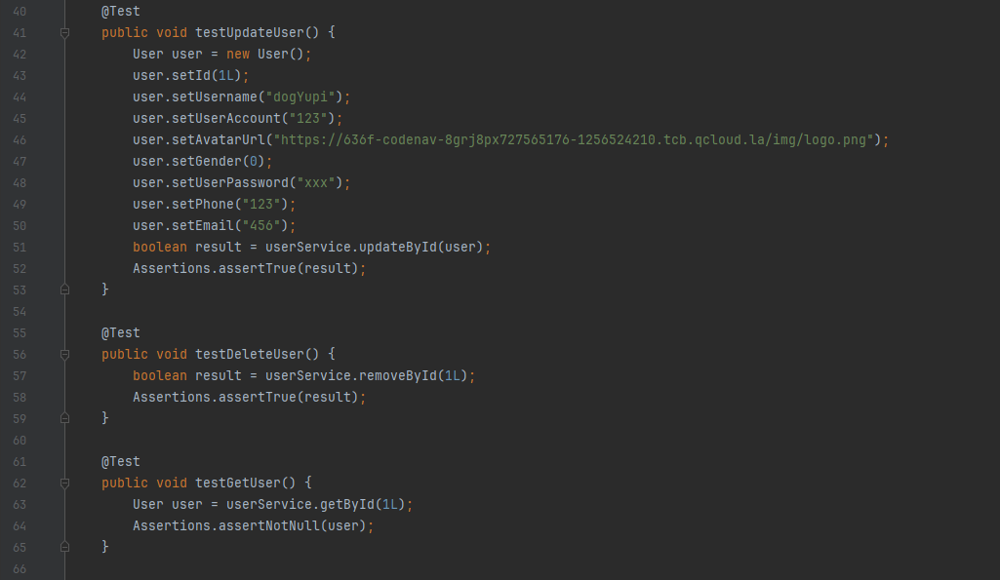 40 @Test
41 public void testUpdateUser() {
42 User user = new User();
43 user.setId(1L);
44 user.setUsername("dogYupi");
45 user.setUserAccount("123");
46 user.setAvatarUrl("https://636f-codenav-8grj8px727565176-1256524210.tcb.qcloud.la/img/logo.png");
47 user.setGender(0);
48 user.setUserPassword("xxx");
49 user.setPhone("123");
50 user.setEmail("456");
51 boolean result = userService.updateById(user);
52 Assertions.assertTrue(result);
53 }
54
55 @Test
56 public void testDeleteUser() {
57 boolean result = userService.removeById(1L);
58 Assertions.assertTrue(result);
59 }
60
61 @Test
62 public void testGetUser() {
63 User user = userService.getById(1L);
64 Assertions.assertNotNull(user);
65 }
66